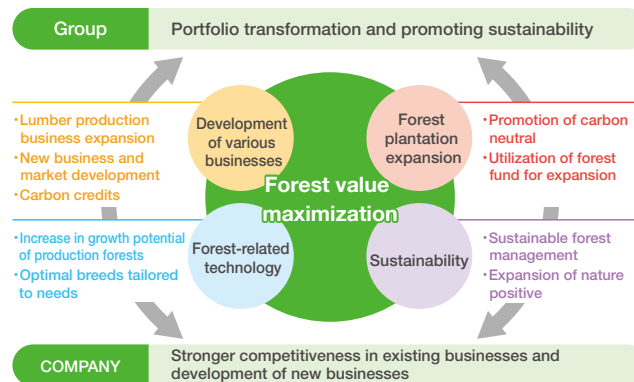 Group
Portfolio transformation and promoting sustainability
・Lumber production
business expansion
・New business and
market development
・Carbon credits
Development
of various
businesses
Forest
plantation
expansion
・Promotion of carbon
neutral
・Utilization of forest
fund for expansion
Forest value
maximization
・Increase in growth potential
of production forests
・Optimal breeds tailored
to needs
Forest-related
technology
Sustainability
・Sustainable forest
management
・Expansion of nature
positive
COMPANY
Stronger competitiveness in existing businesses and
development of new businesses